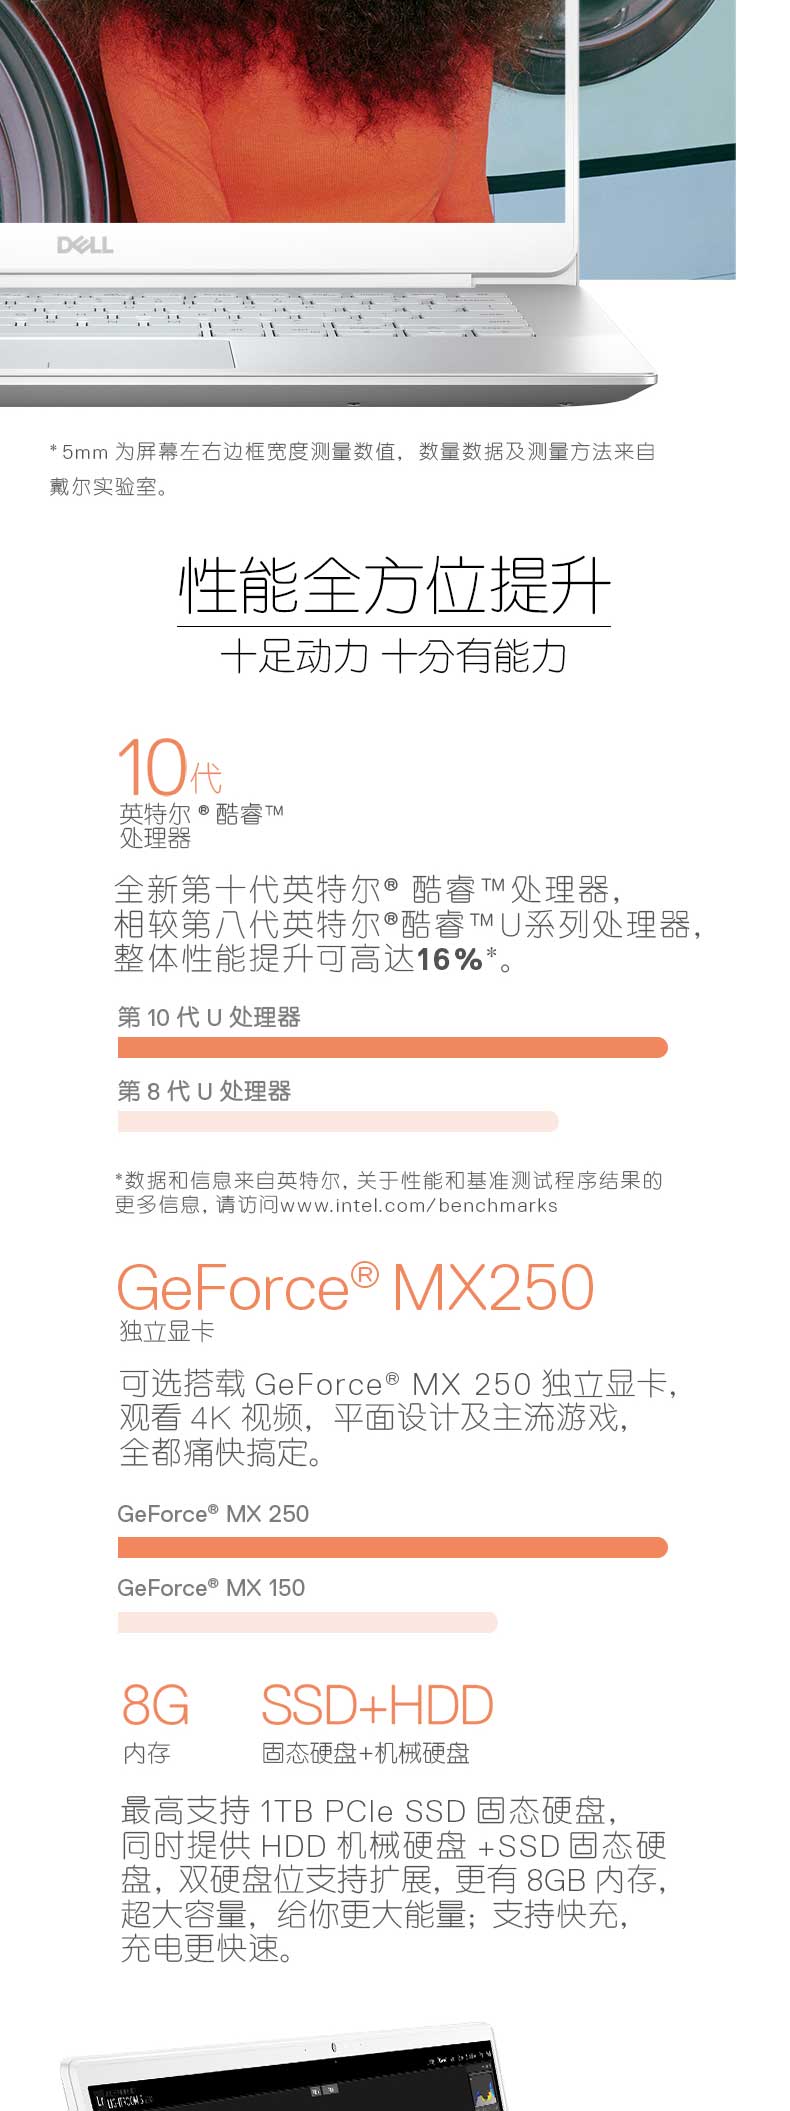 DELL
* 5mm 为屏幕左右边框宽度测量数值，数量数据及测量方法来自
戴尔实验室。
性能全方位提升
十足动力 十分有能力
10代
英特尔 ® 酷睿™
处理器
全新第十代英特尔® 酷睿™处理器，
相较第八代英特尔®酷睿™U系列处理器，
整体性能提升可高达16%*。
第 10 代 U 处理器
第 8 代 U 处理器
*数据和信息来自英特尔, 关于性能和基准测试程序结果的
更多信息, 请访问www.intel.com/benchmarks
GeForce® MX250
独立显卡
可选搭载 GeForce® MX 250 独立显卡，
观看 4K 视频，平面设计及主流游戏，
全都痛快搞定。
GeForce® MX 250
GeForce® MX 150
8G SSD+HDD
内存 固态硬盘+机械硬盘
最高支持 1TB PCIe SSD 固态硬盘，
同时提供 HDD 机械硬盘 +SSD 固态硬
盘，双硬盘位支持扩展，更有 8GB 内存，
超大容量，给你更大能量；支持快充，
充电更快速。